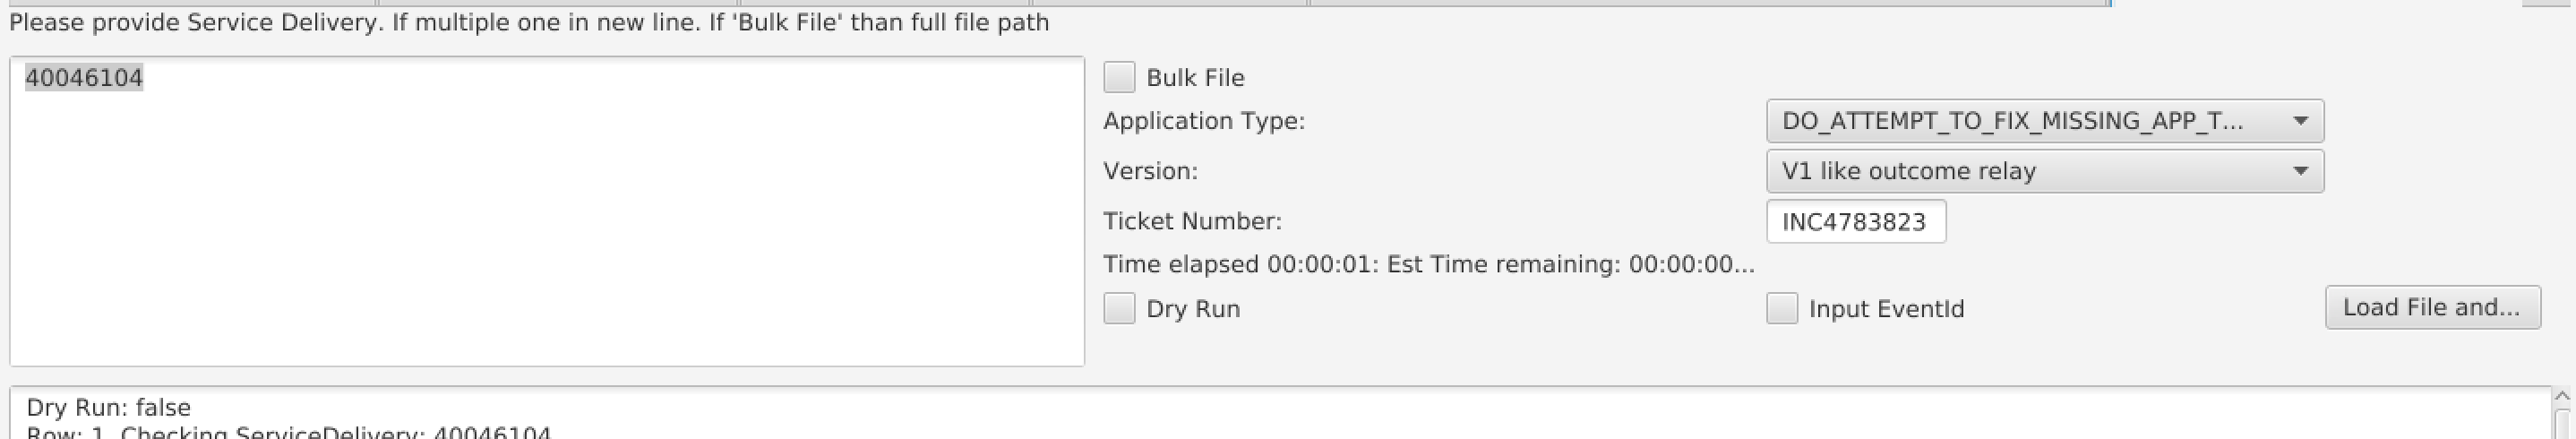 Please provide Service Delivery. If multiple one in new line. If 'Bulk File' than full file path
40046104
Bulk File
Application Type:
DO_ATTEMPT_TO_FIX_MISSING_APP_T...
Version:
V1 like outcome relay
Ticket Number:
INC4783823
Time elapsed 00:00:01: Est Time remaining: 00:00:00...
Dry Run
Input EventId
Load File and...
Dry Run: false
Row: 1. Checking ServiceDelivery: 40046104